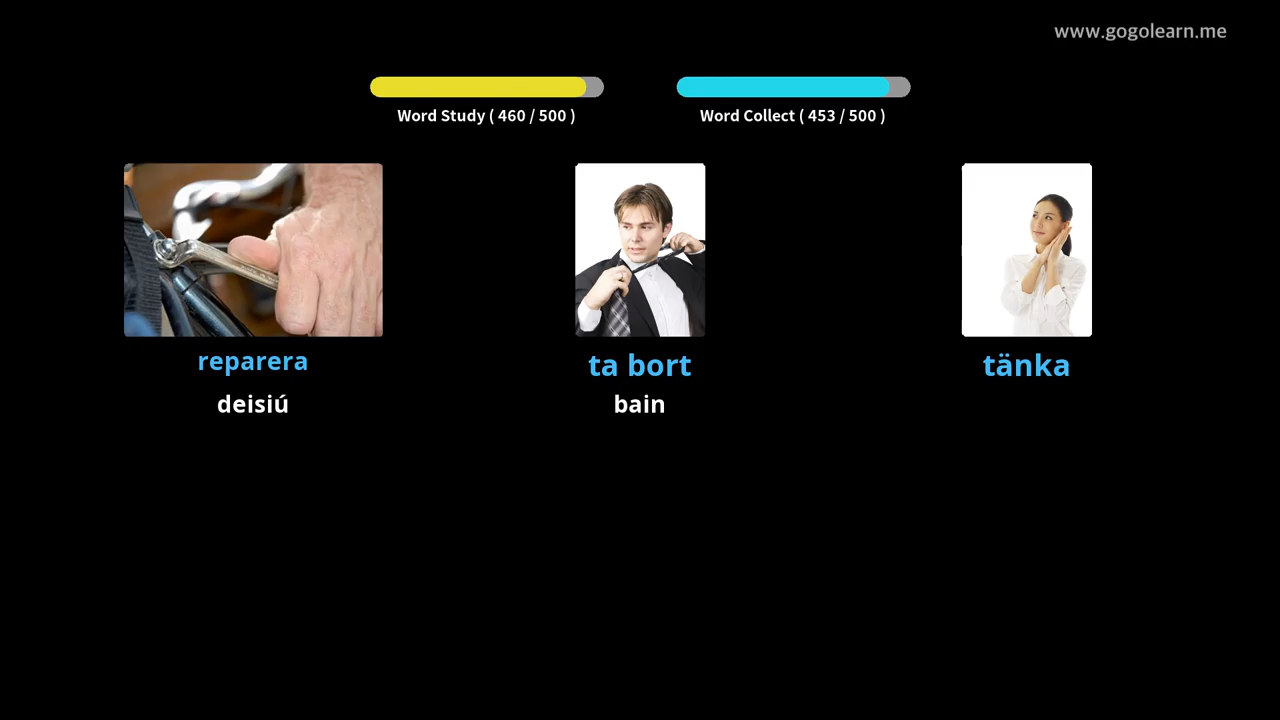 www.gogolearn.me
Word Study ( 460 / 500 )
Word Collect ( 453 / 500 )
reparera
ta bort
tänka
deisiú
bain